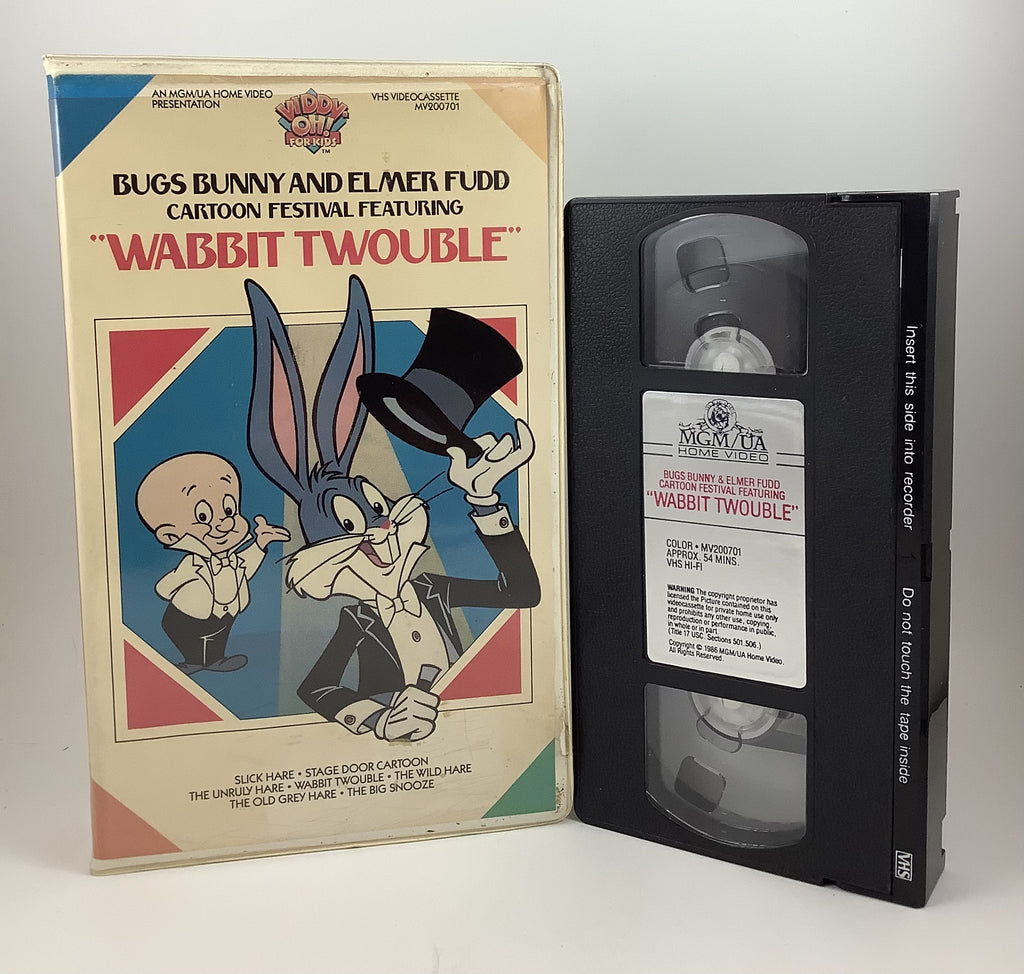 AN MGM/UA HOME VIDEO
PRESENTATION
VIDDY-
OH!
FOR KIDS
TM
VHS VIDEOCASSETTE
MV200701
BUGS BUNNY AND ELMER FUDD
CARTOON FESTIVAL FEATURING
"WABBIT TWOUBLE"
SLICK HARE • STAGE DOOR CARTOON
THE UNRULY HARE • WABBIT TWOUBLE • THE WILD HARE
THE OLD GREY HARE • THE BIG SNOOZE
MGM/UA
HOME VIDEO
BUGS BUNNY & ELMER FUDD
CARTOON FESTIVAL FEATURING
"WABBIT TWOUBLE"
COLOR • MV200701
APPROX. 54 MINS.
VHS HI-FI
WARNING The copyright proprietor has
licensed the Picture contained on this
videocassette for private home use only
and prohibits any other use, copying,
reproduction or performance in public,
in whole or in part.
(Title 17 USC. Sections 501.506.)
Copyright © 1986 MGM/UA Home Video.
All Rights Reserved.
Insert this side into recorder
1
Do not touch the tape inside
VHS